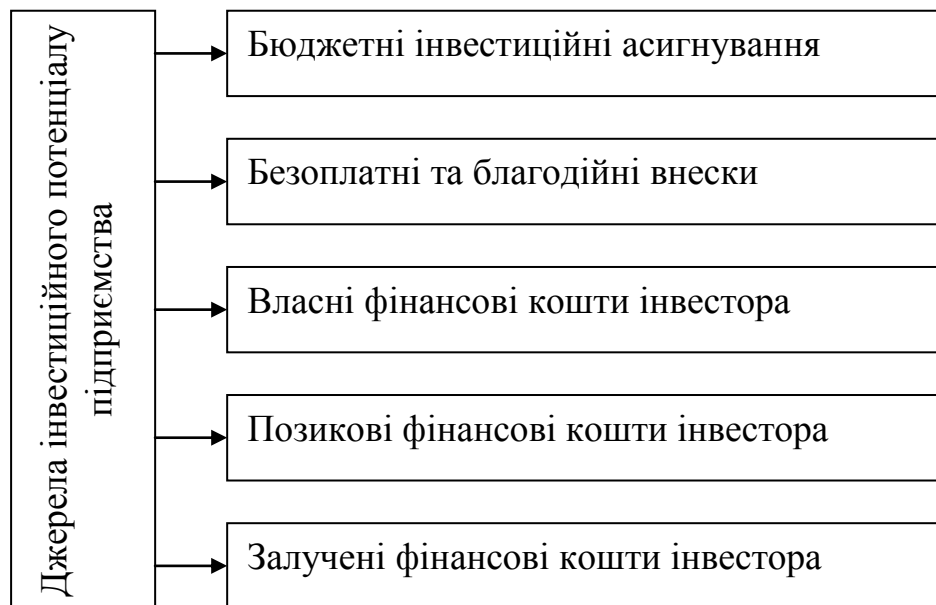 Джерела інвестиційного потенціалу
підприємства
Бюджетні інвестиційні асигнування
Безоплатні та благодійні внески
Власні фінансові кошти інвестора
Позикові фінансові кошти інвестора
Залучені фінансові кошти інвестора